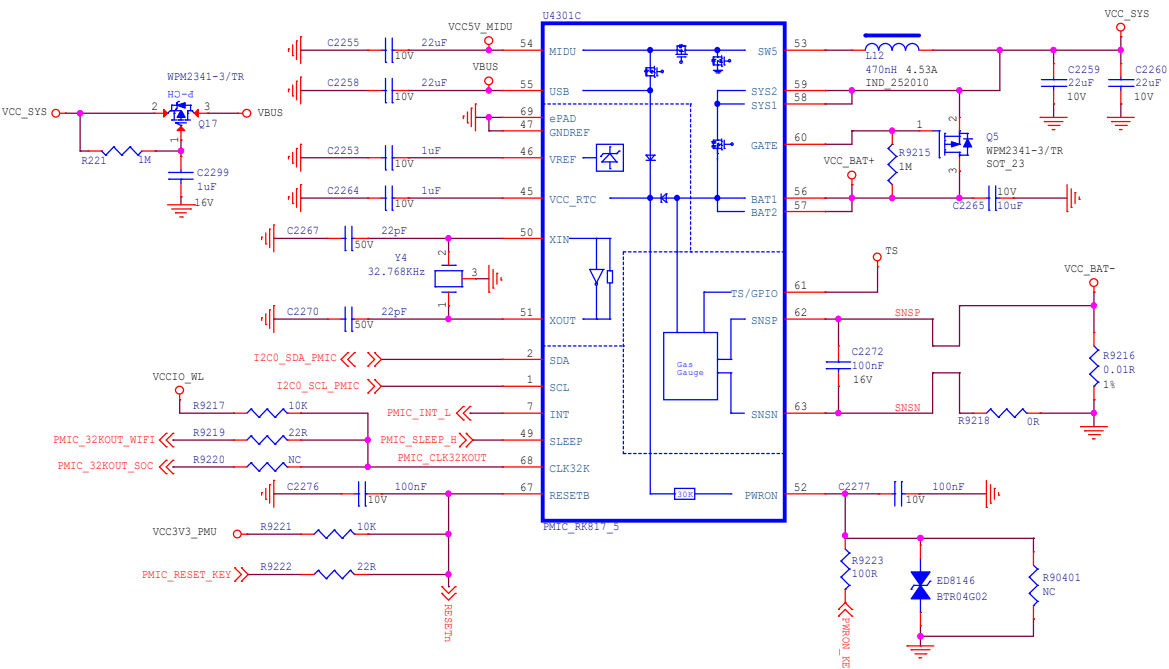 U4301C
VCC5V_MIDU
VCC_SYS
C2255
22uF
10V
54
MIDU
SW5
53
L12
470nH 4.53A
IND_252010
C2259
22uF
10V
C2260
22uF
10V
WPM2341-3/TR
P-CH
2
3
Q17
1
VCC_SYS
VBUS
R221
1M
C2299
1uF
16V
VBUS
C2258
22uF
10V
55
USB
SYS2
59
SYS1
58
69
ePAD
47
GNDREF
GATE
60
1
2
3
Q5
WPM2341-3/TR
SOT_23
R9215
1M
C2253
1uF
10V
46
VREF
VCC_BAT+
C2264
1uF
10V
45
VCC_RTC
BAT1
56
BAT2
57
C2265
10V
10uF
C2267
22pF
50V
50
XIN
Y4
32.768KHz
2
3
1
TS
TS/GPIO
61
VCC_BAT-
C2270
22pF
50V
51
XOUT
SNSP
62
SNSP
C2272
100nF
16V
R9216
0.01R
1%
Gas
Gauge
I2C0_SDA_PMIC
2
SDA
I2C0_SCL_PMIC
1
SCL
VCCIO_WL
R9217
10K
PMIC_INT_L
7
INT
SNSN
63
SNSN
R9218
0R
PMIC_32KOUT_WIFI
R9219
22R
PMIC_SLEEP_H
49
SLEEP
PMIC_32KOUT_SOC
R9220
NC
PMIC_CLK32KOUT
68
CLK32K
C2276
100nF
10V
67
RESETB
30K
PWRON
52
C2277
100nF
10V
VCC3V3_PMU
R9221
10K
PMIC_RK817_5
PMIC_RESET_KEY
R9222
22R
RESETn
R9223
100R
PWRON_KE
ED8146
BTR04G02
R90401
NC